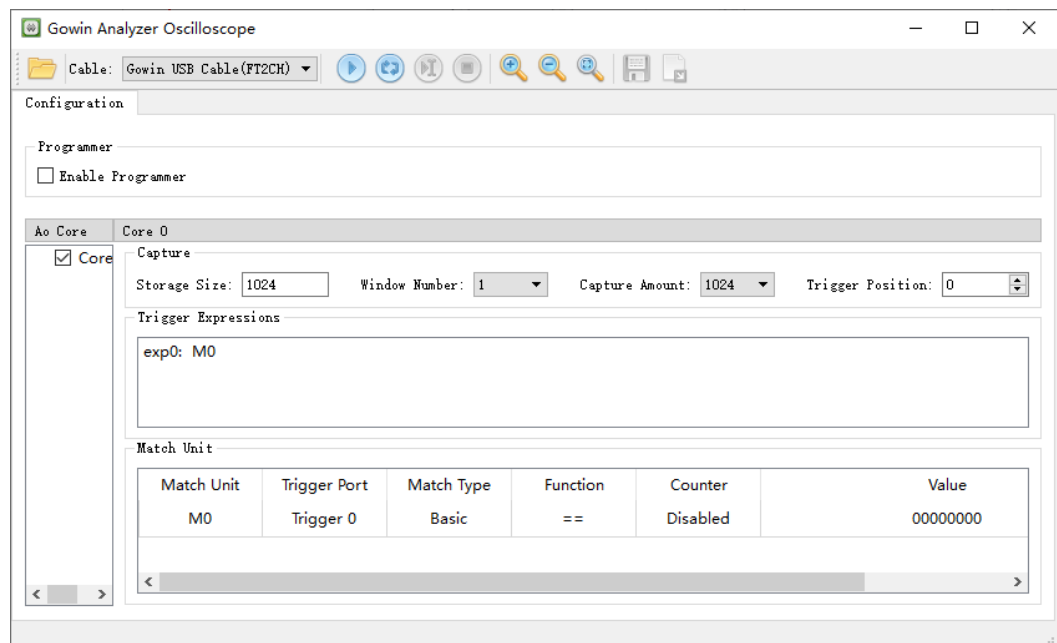 Gowin Analyzer Oscilloscope
Cable: Gowin USB Cable(FT2CH)
Configuration
Programmer
Enable Programmer
Ao Core Core 0
Core
Capture
Storage Size: 1024 Window Number: 1 Capture Amount: 1024 Trigger Position: 0
Trigger Expressions
exp0: M0
Match Unit
Match Unit Trigger Port Match Type Function Counter Value
M0 Trigger 0 Basic == Disabled 00000000